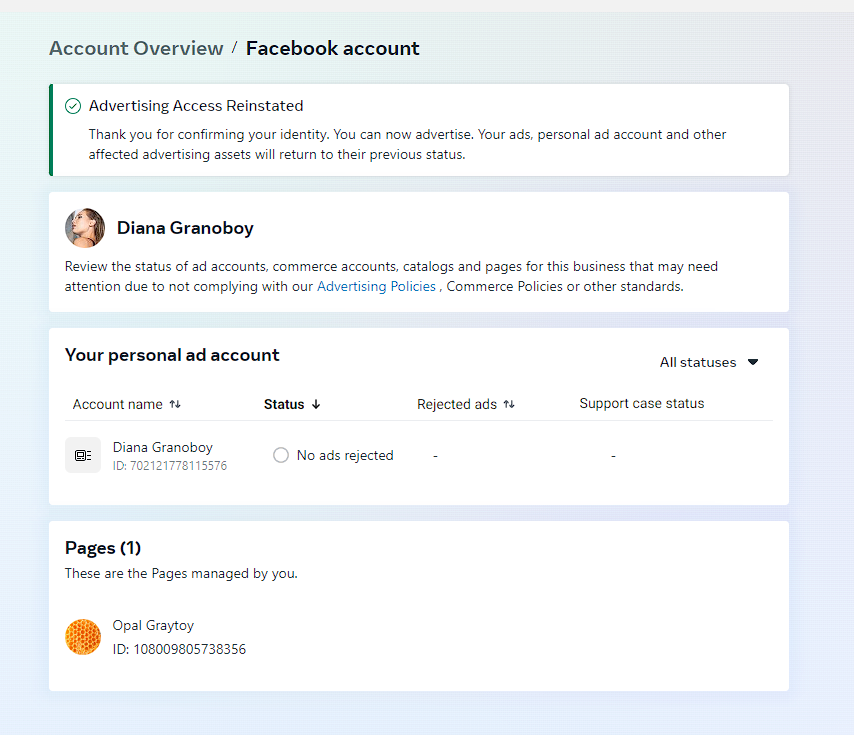 Account Overview / Facebook account
Advertising Access Reinstated
Thank you for confirming your identity. You can now advertise. Your ads, personal ad account and other
affected advertising assets will return to their previous status.
Diana Granoboy
Review the status of ad accounts, commerce accounts, catalogs and pages for this business that may need
attention due to not complying with our Advertising Policies , Commerce Policies or other standards.
Your personal ad account
All statuses
Account name Status Rejected ads Support case status
Diana Granoboy
ID: 702121778115576
No ads rejected - -
Pages (1)
These are the Pages managed by you.
Opal Graytoy
ID: 108009805738356